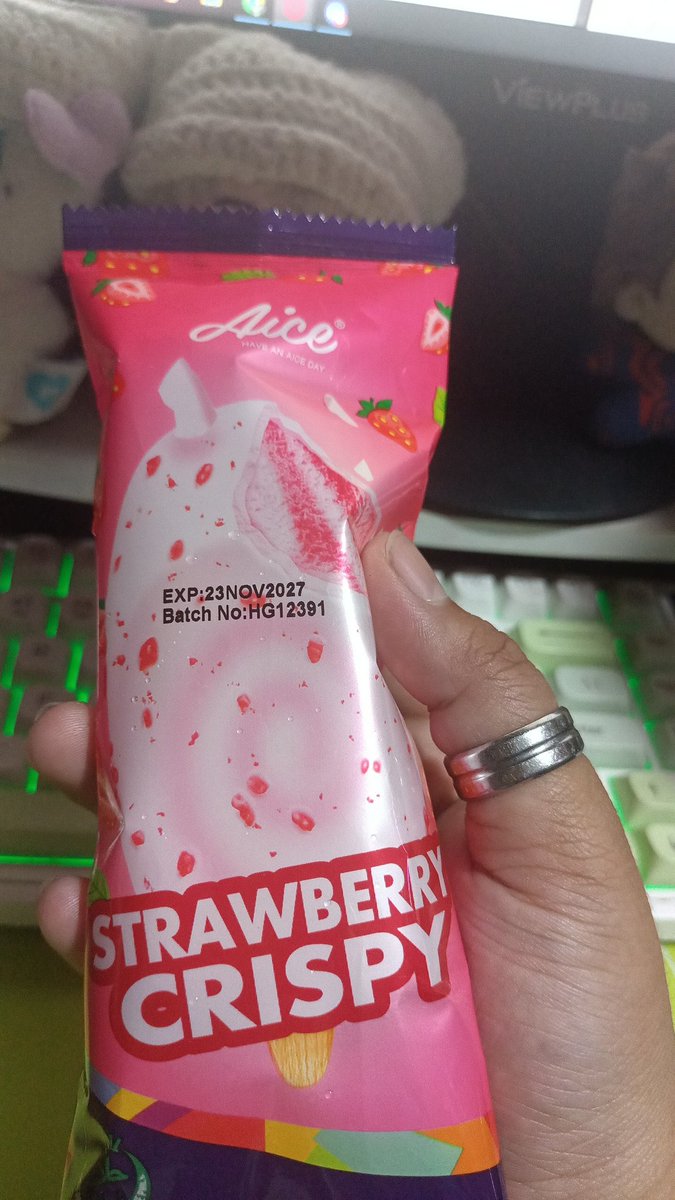 ViewPlus
Aice®
HAVE AN AICE DAY
EXP:23NOV2027
Batch No:HG12391
STRAWBERRY
CRISPY